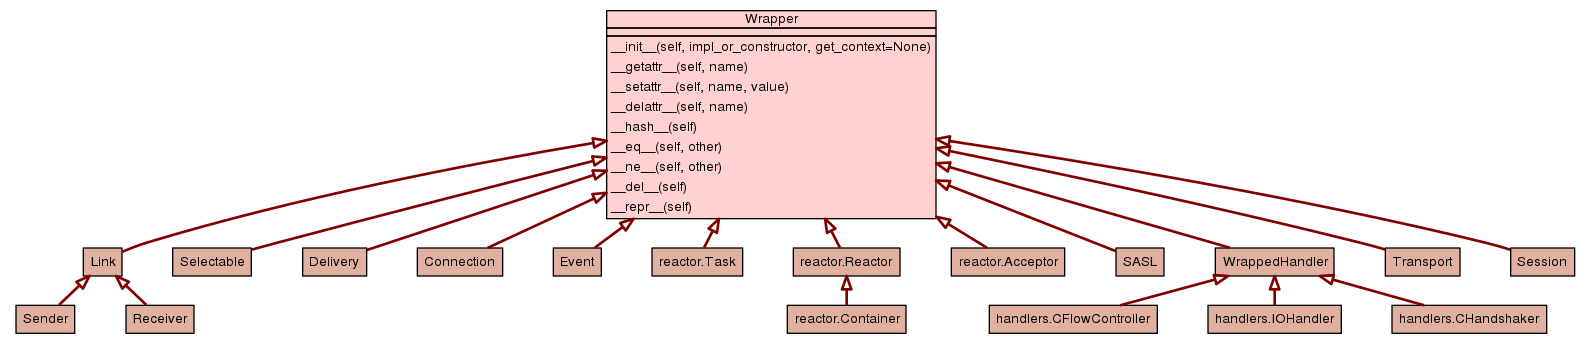 Wrapper
__init__(self, impl_or_constructor, get_context=None)
__getattr__(self, name)
__setattr__(self, name, value)
__delattr__(self, name)
__hash__(self)
__eq__(self, other)
__ne__(self, other)
__del__(self)
__repr__(self)
Link
Selectable
Delivery
Connection
Event
reactor.Task
reactor.Reactor
reactor.Acceptor
SASL
WrappedHandler
Transport
Session
Sender
Receiver
reactor.Container
handlers.CFlowController
handlers.IOHandler
handlers.CHandshaker